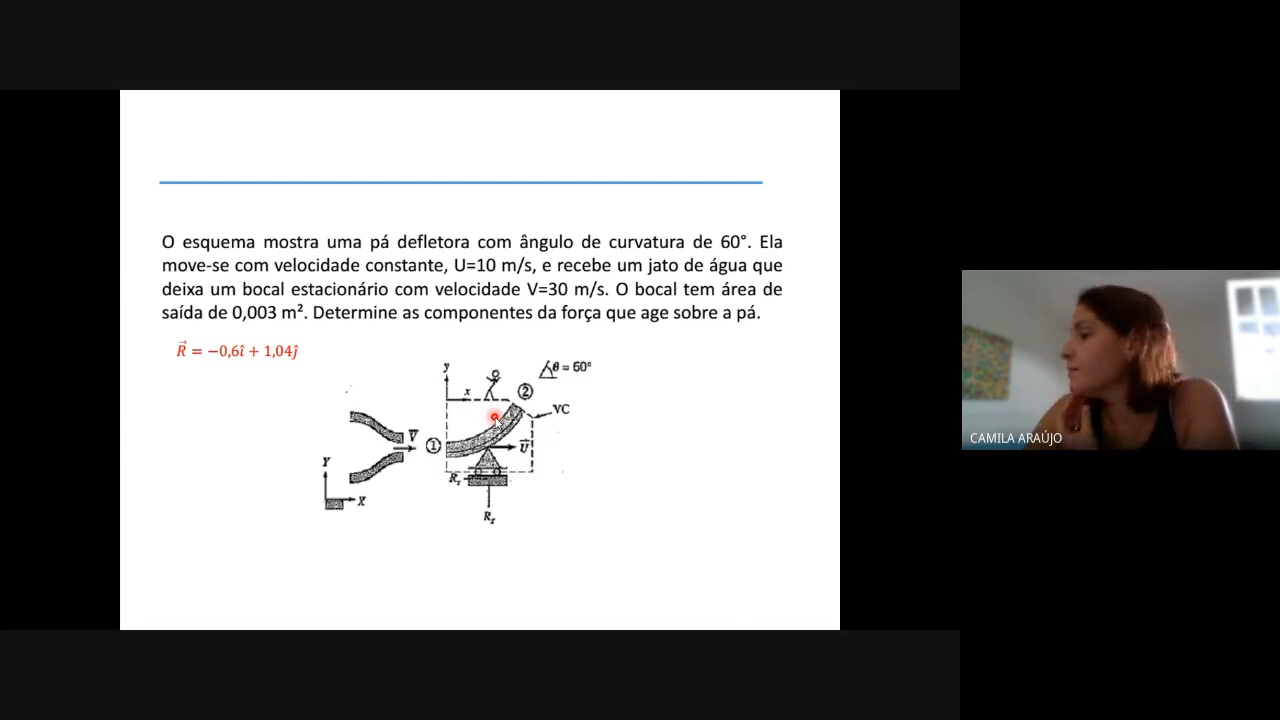 O esquema mostra uma pá defletora com ângulo de curvatura de 60°. Ela
move-se com velocidade constante, U=10 m/s, e recebe um jato de água que
deixa um bocal estacionário com velocidade V=30 m/s. O bocal tem área de
saída de 0,003 m². Determine as componentes da força que age sobre a pá.
R⃗ = −0,6î + 1,04ĵ
y
x
②
θ = 60°
VC
V⃗
①
U⃗
Y
X
CAMILA ARAÚJO